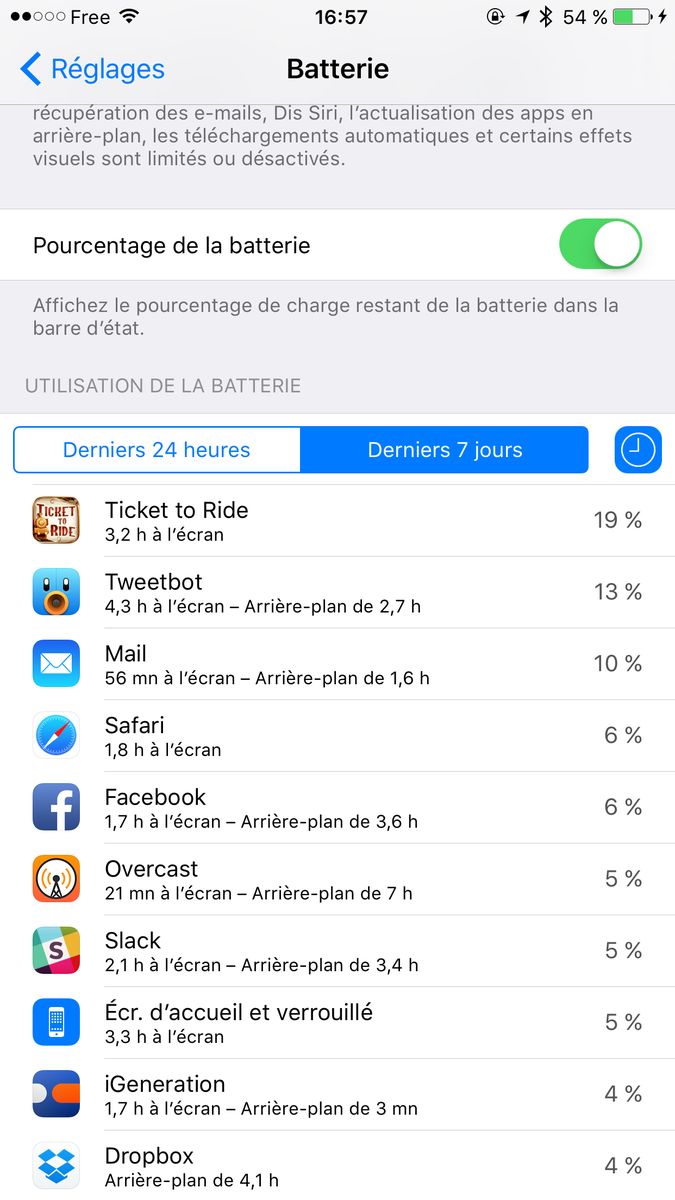 Free 16:57 54 %
Réglages Batterie
récupération des e-mails, Dis Siri, l’actualisation des apps en
arrière-plan, les téléchargements automatiques et certains effets
visuels sont limités ou désactivés.
Pourcentage de la batterie
Affichez le pourcentage de charge restant de la batterie dans la
barre d’état.
UTILISATION DE LA BATTERIE
Derniers 24 heures Derniers 7 jours
TICKET
TO
RIDE
Ticket to Ride 19 %
3,2 h à l’écran
Tweetbot 13 %
4,3 h à l’écran – Arrière-plan de 2,7 h
Mail 10 %
56 mn à l’écran – Arrière-plan de 1,6 h
Safari 6 %
1,8 h à l’écran
Facebook 6 %
1,7 h à l’écran – Arrière-plan de 3,6 h
Overcast 5 %
21 mn à l’écran – Arrière-plan de 7 h
S
Slack 5 %
2,1 h à l’écran – Arrière-plan de 3,4 h
Écr. d’accueil et verrouillé 5 %
3,3 h à l’écran
iGeneration 4 %
1,7 h à l’écran – Arrière-plan de 3 mn
Dropbox 4 %
Arrière-plan de 4,1 h